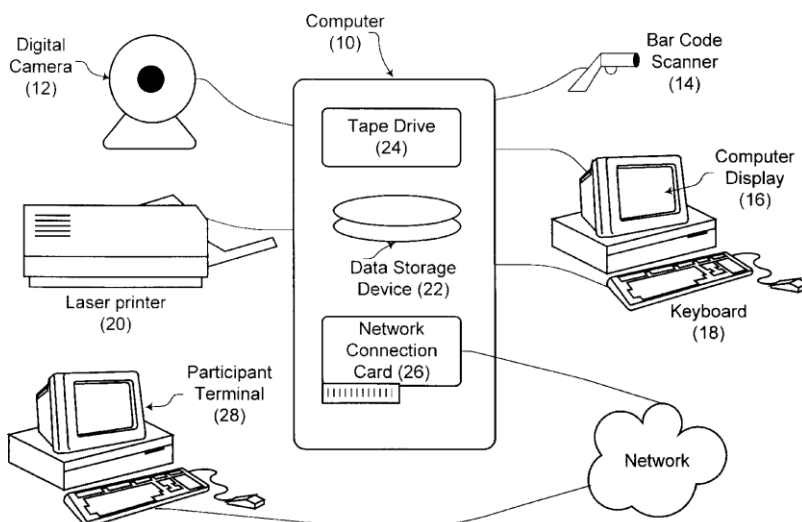 Computer
(10)
Digital
Camera
(12)
Bar Code
Scanner
(14)
Tape Drive
(24)
Computer
Display
(16)
Data Storage
Device (22)
Laser printer
(20)
Keyboard
(18)
Network
Connection
Card (26)
Participant
Terminal
(28)
Network